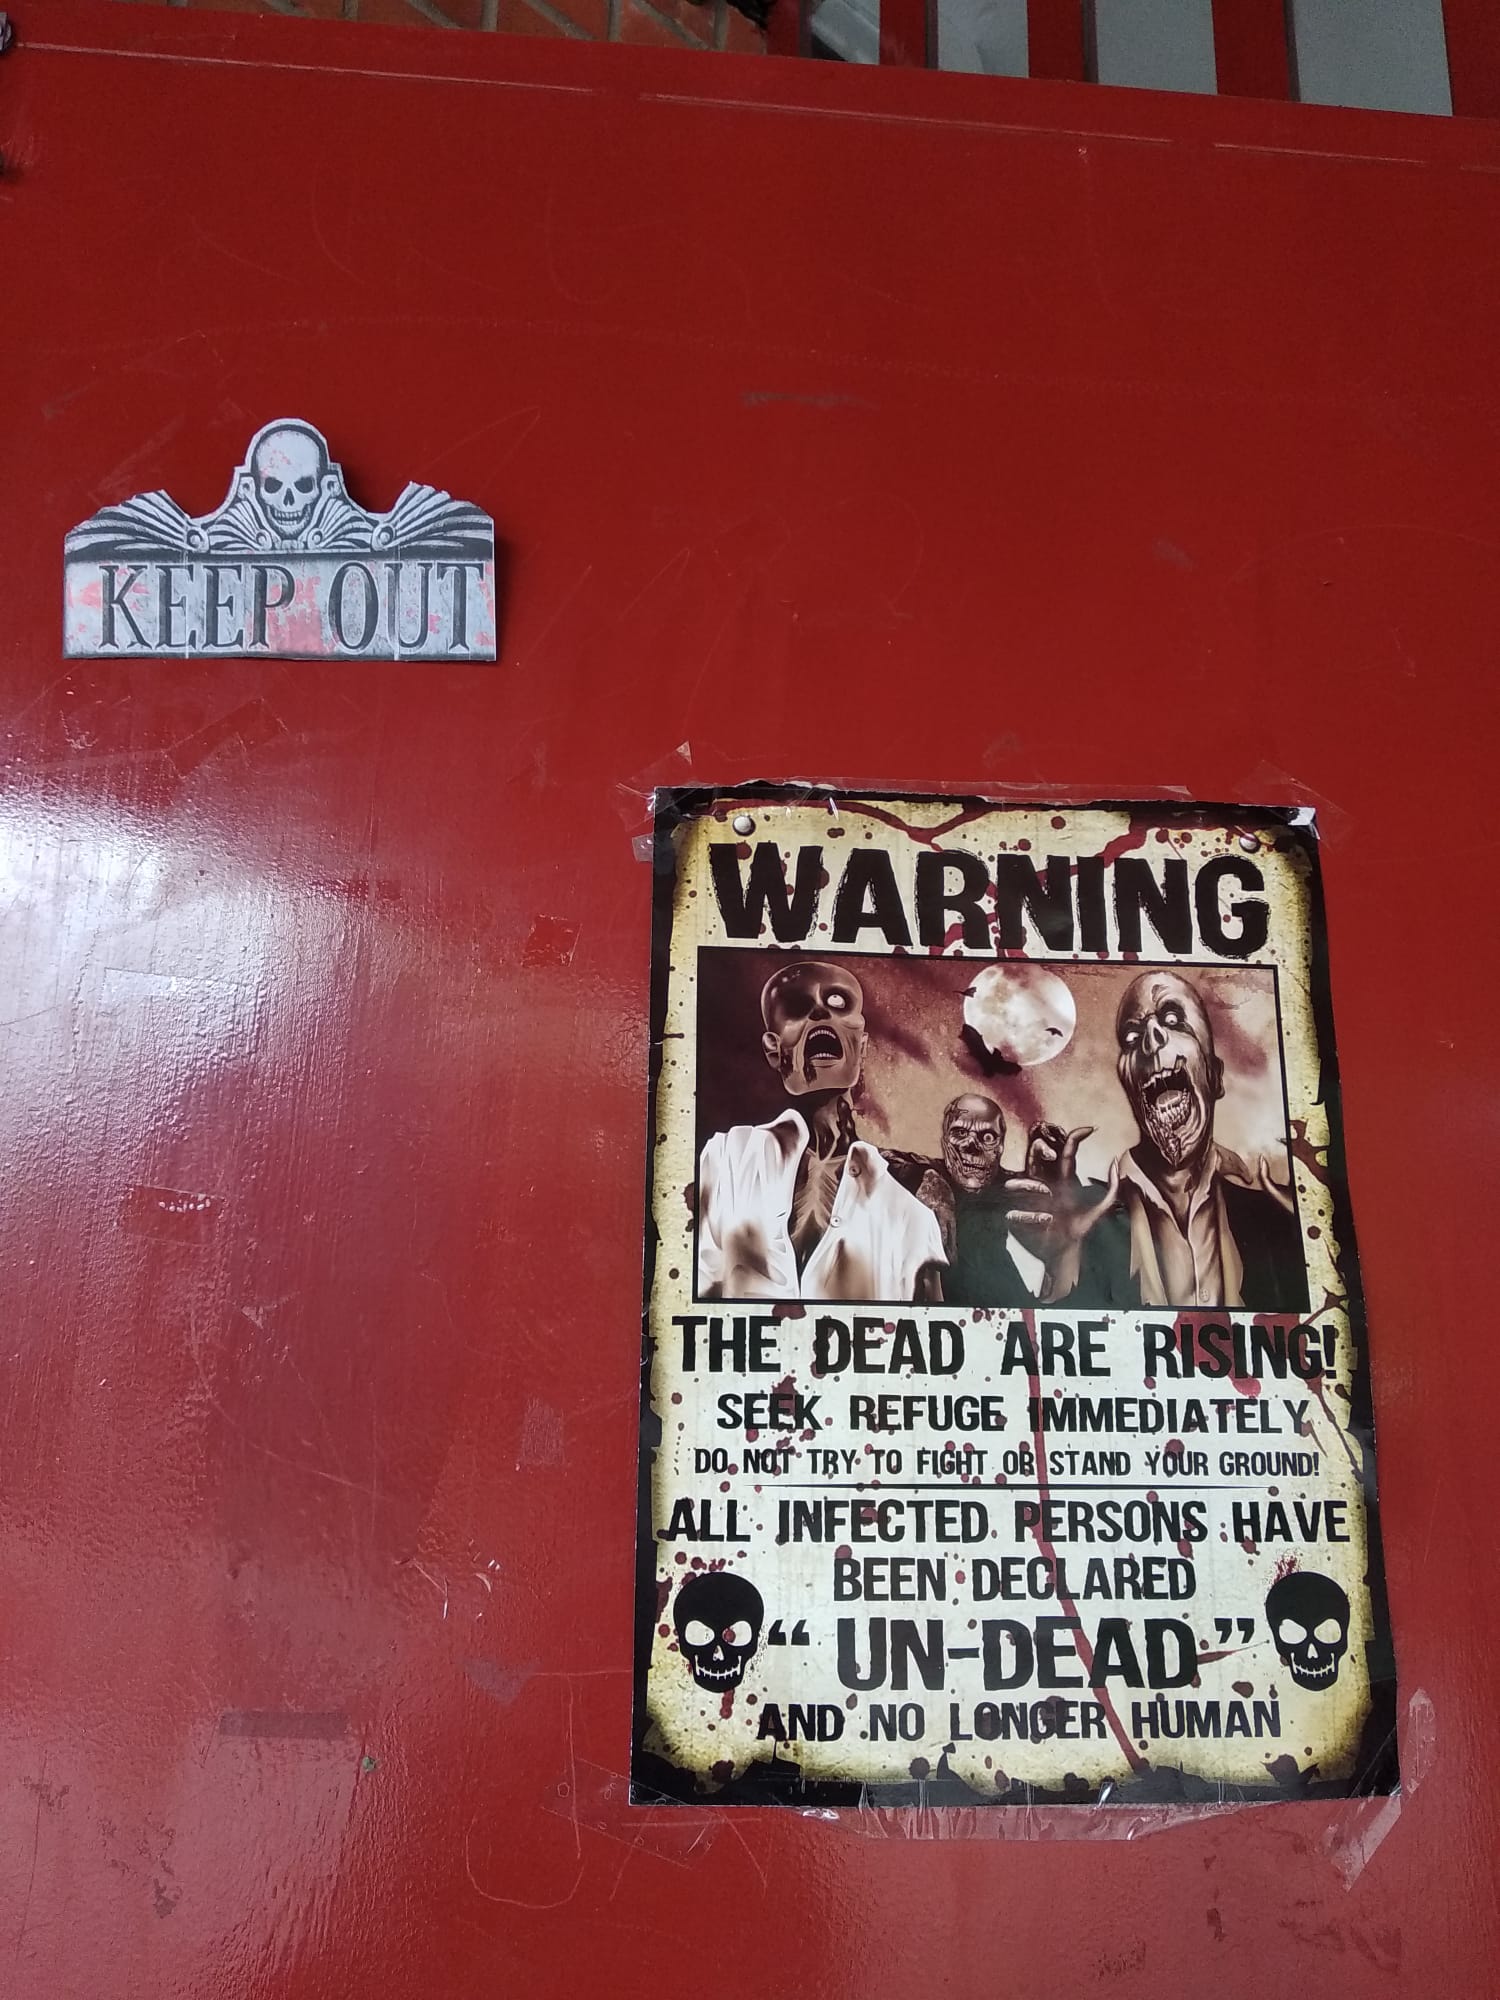 KEEP OUT
WARNING
THE DEAD ARE RISING!
SEEK REFUGE IMMEDIATELY
DO NOT TRY TO FIGHT OR STAND YOUR GROUND!
ALL INFECTED PERSONS HAVE
BEEN DECLARED
“UN-DEAD”
AND NO LONGER HUMAN